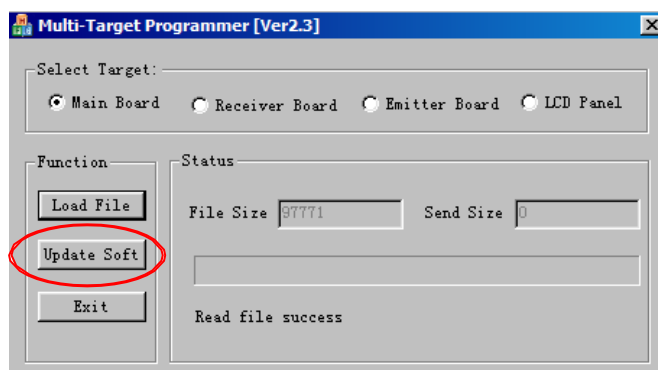 Multi-Target Programmer [Ver2.3]
Select Target:
Main Board Receiver Board Emitter Board LCD Panel
Function
Status
Load File
File Size 97771 Send Size 0
Update Soft
Exit
Read file success